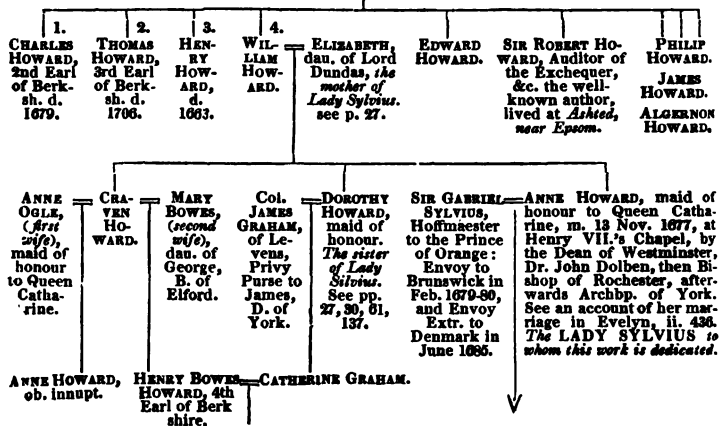 1.
CHARLES
HOWARD,
2nd Earl
of Berk-
sh. d.
1679.
2.
THOMAS
HOWARD,
3rd Earl
of Berk-
sh. d.
1706.
3.
HEN-
RY
HOW-
ARD,
d.
1663.
4.
WIL-
LIAM
HOW-
ARD.
ELIZABETH,
dau. of Lord
Dundas, the
mother of
Lady Sylvius.
see p. 27.
EDWARD
HOWARD.
SIR ROBERT HO-
WARD, Auditor of
the Exchequer,
&c. the well-
known author,
lived at Ashted,
near Epsom.
PHILIP
HOWARD.
JAMES
HOWARD.
ALGERNON
HOWARD.
ANNE
OGLE,
(first
wife),
maid of
honour
to Queen
Catha-
rine.
CRA-
VEN
HO-
WARD.
MARY
BOWES,
(second
wife),
dau. of
George,
B. of
Elford.
Col.
JAMES
GRAHAM,
of Le-
vens,
Privy
Purse to
James,
D. of
York.
DOROTHY
HOWARD,
maid of
honour.
The sister
of Lady
Silvius.
See pp.
27, 30, 61,
137.
SIR GABRIEL
SYLVIUS,
Hoffmaester
to the Prince
of Orange:
Envoy to
Brunswick in
Feb. 1679-80,
and Envoy
Extr. to
Denmark in
June 1685.
ANNE HOWARD, maid of
honour to Queen Catha-
rine, m. 13 Nov. 1677, at
Henry VII.'s Chapel, by
the Dean of Westminster,
Dr. John Dolben, then Bi-
shop of Rochester, after-
wards Archbp. of York.
See an account of her mar-
riage in Evelyn, ii. 436.
The LADY SYLVIUS to
whom this work is dedicated.
ANNE HOWARD,
ob. innupt.
HENRY BOWES
HOWARD, 4th
Earl of Berk
shire.
CATHERINE GRAHAM.